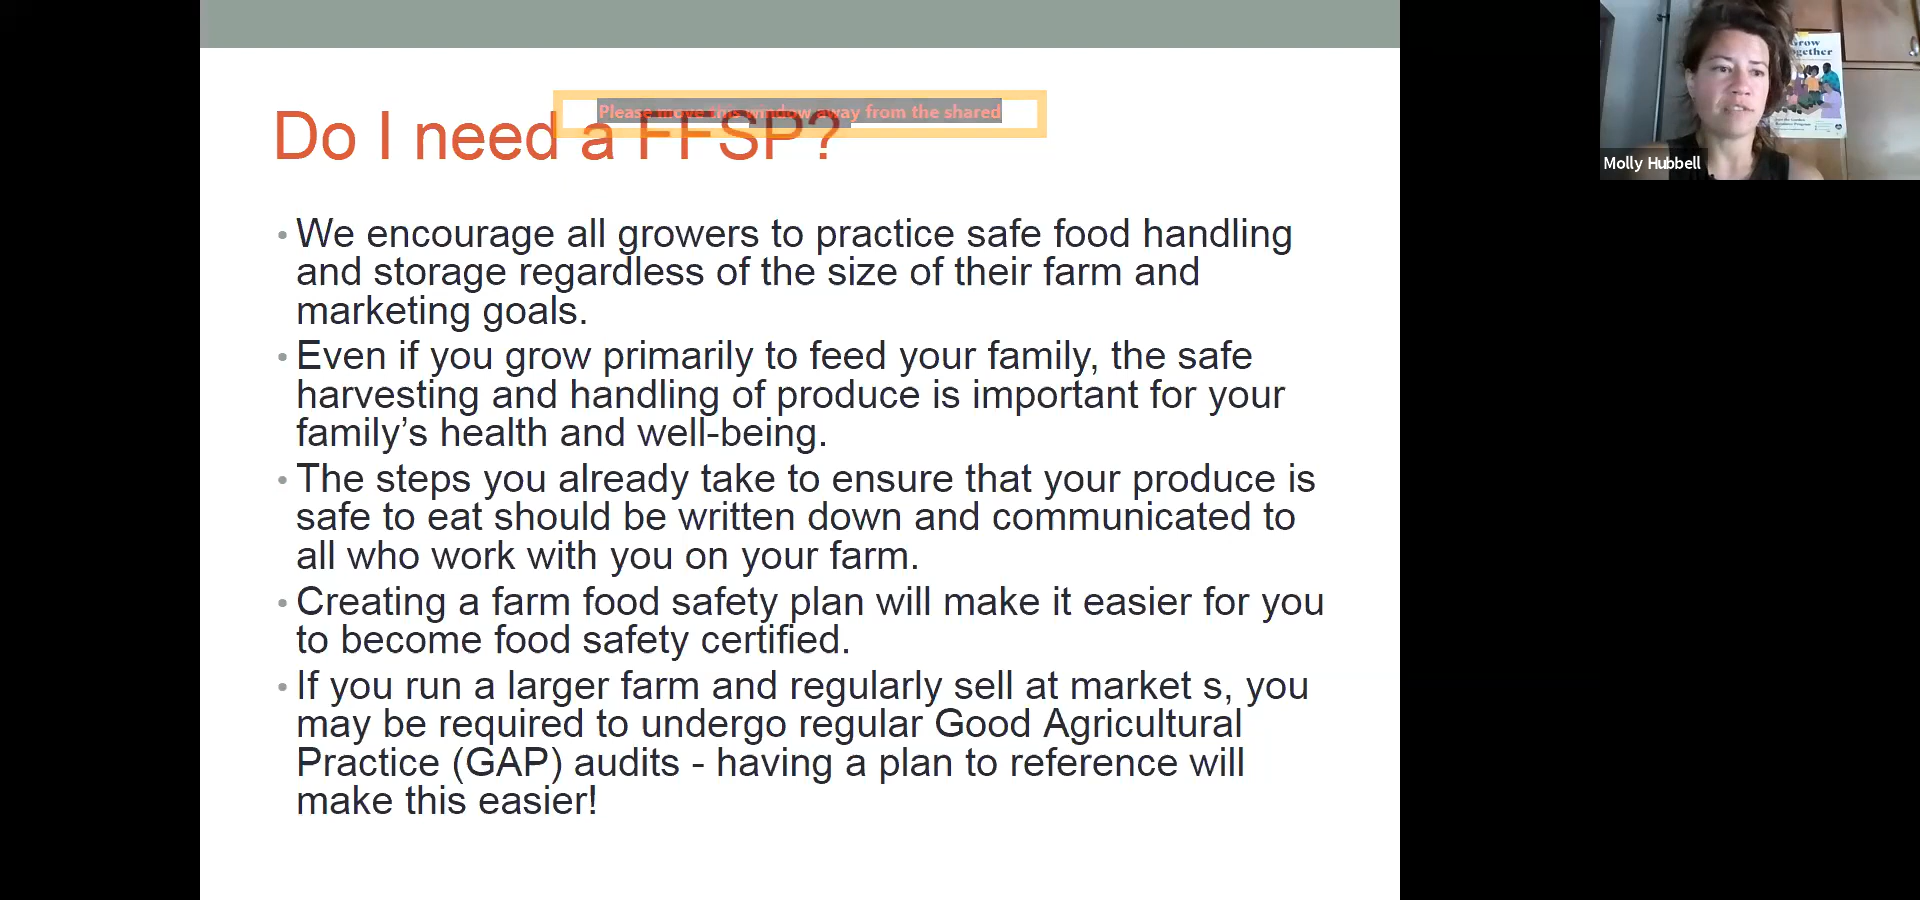 Please move this window away from the shared
Do I need a FFSP?
• We encourage all growers to practice safe food handling
and storage regardless of the size of their farm and
marketing goals.
• Even if you grow primarily to feed your family, the safe
harvesting and handling of produce is important for your
family’s health and well-being.
• The steps you already take to ensure that your produce is
safe to eat should be written down and communicated to
all who work with you on your farm.
• Creating a farm food safety plan will make it easier for you
to become food safety certified.
• If you run a larger farm and regularly sell at market s, you
may be required to undergo regular Good Agricultural
Practice (GAP) audits - having a plan to reference will
make this easier!
Grow
Molly Hubbell